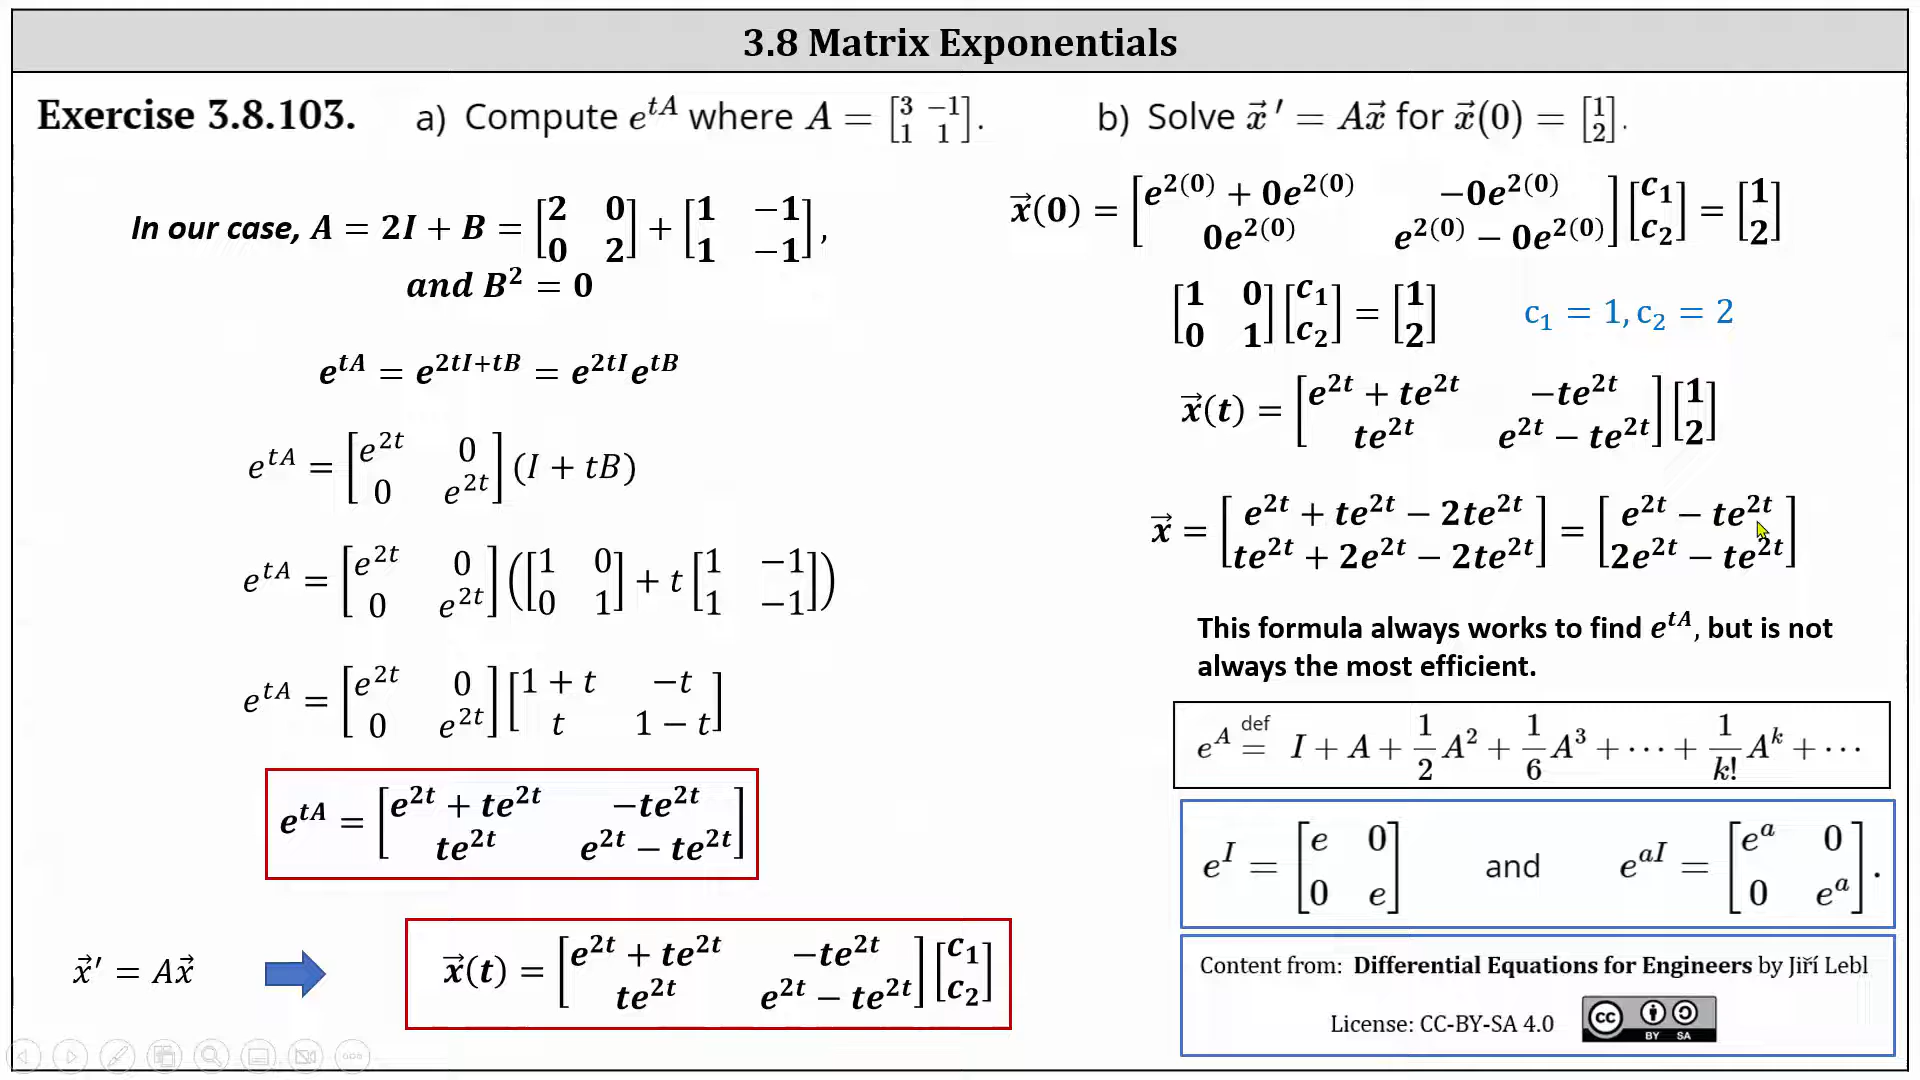 3.8 Matrix Exponentials
Exercise 3.8.103. a) Compute e^{tA} where A = [3 −1; 1 1]. b) Solve x⃗ ′ = Ax⃗ for x⃗(0) = [1; 2].
In our case, A = 2I + B = [2 0; 0 2] + [1 −1; 1 −1],
and B² = 0
e^{tA} = e^{2tI+tB} = e^{2tI}e^{tB}
e^{tA} = [e^{2t} 0; 0 e^{2t}] (I + tB)
e^{tA} = [e^{2t} 0; 0 e^{2t}] ([1 0; 0 1] + t [1 −1; 1 −1])
e^{tA} = [e^{2t} 0; 0 e^{2t}] [1 + t −t; t 1 − t]
e^{tA} = [e^{2t} + te^{2t} −te^{2t}; te^{2t} e^{2t} − te^{2t}]
x⃗′ = Ax⃗
x⃗(t) = [e^{2t} + te^{2t} −te^{2t}; te^{2t} e^{2t} − te^{2t}] [c₁; c₂]
x⃗(0) = [e^{2(0)} + 0e^{2(0)} −0e^{2(0)}; 0e^{2(0)} e^{2(0)} − 0e^{2(0)}] [c₁; c₂] = [1; 2]
[1 0; 0 1] [c₁; c₂] = [1; 2] c₁ = 1, c₂ = 2
x⃗(t) = [e^{2t} + te^{2t} −te^{2t}; te^{2t} e^{2t} − te^{2t}] [1; 2]
x⃗ = [e^{2t} + te^{2t} − 2te^{2t}; te^{2t} + 2e^{2t} − 2te^{2t}] = [e^{2t} − te^{2t}; 2e^{2t} − te^{2t}]
This formula always works to find e^{tA}, but is not
always the most efficient.
e^A =^{def} I + A + 1/2 A² + 1/6 A³ + ··· + 1/k! A^k + ···
e^I = [e 0; 0 e] and e^{aI} = [e^a 0; 0 e^a].
Content from: Differential Equations for Engineers by Jiří Lebl
License: CC-BY-SA 4.0
cc BY SA